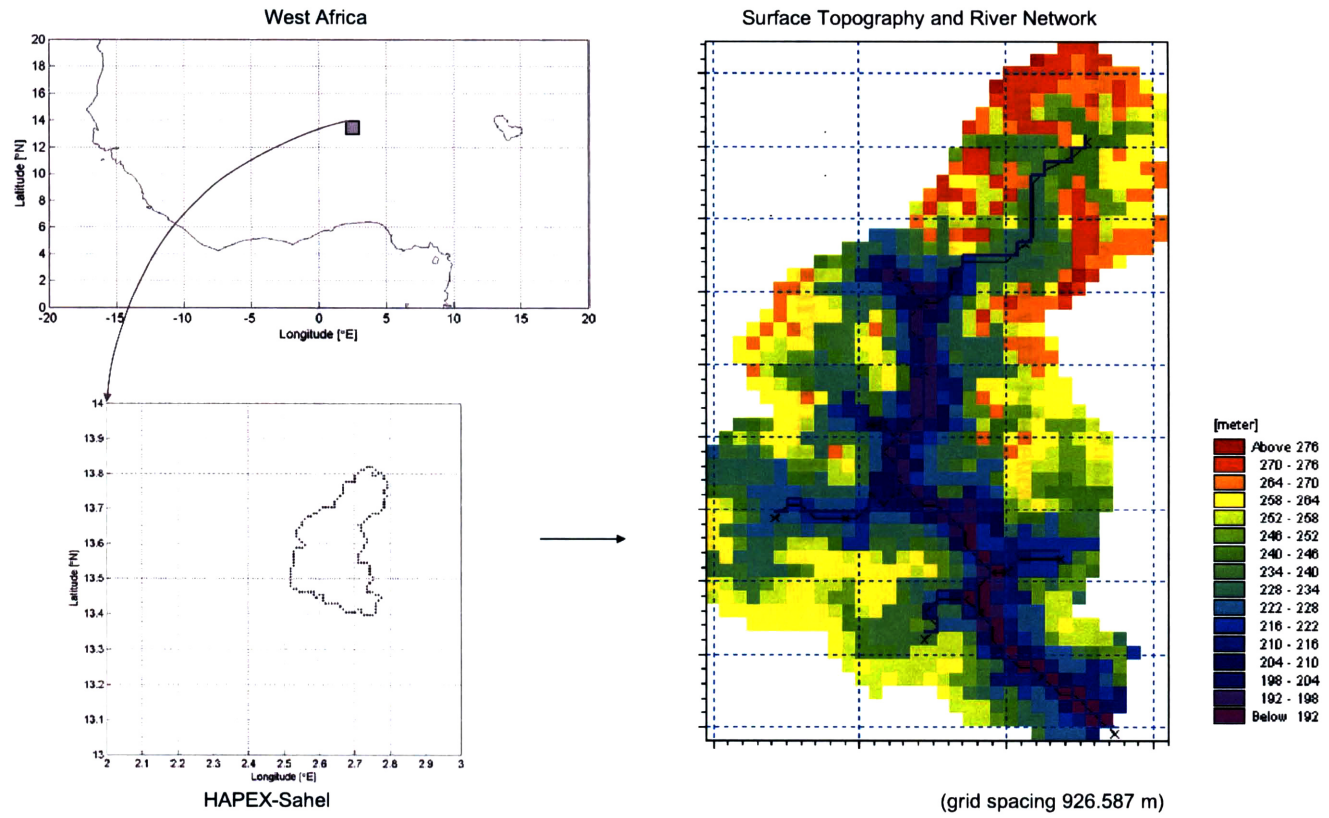 West Africa
20
18
16
14
12
10
8
6
4
2
0
Latitude [°N]
-20 -15 -10 -5 0 5 10 15 20
Longitude [°E]
14
13.9
13.8
13.7
13.6
13.5
13.4
13.3
13.2
13.1
13
Latitude [°N]
2 2.1 2.2 2.3 2.4 2.5 2.6 2.7 2.8 2.9 3
Longitude [°E]
HAPEX-Sahel
Surface Topography and River Network
[meter]
Above 276
270 - 276
264 - 270
258 - 264
252 - 258
246 - 252
240 - 246
234 - 240
228 - 234
222 - 228
216 - 222
210 - 216
204 - 210
198 - 204
192 - 198
Below 192
(grid spacing 926.587 m)